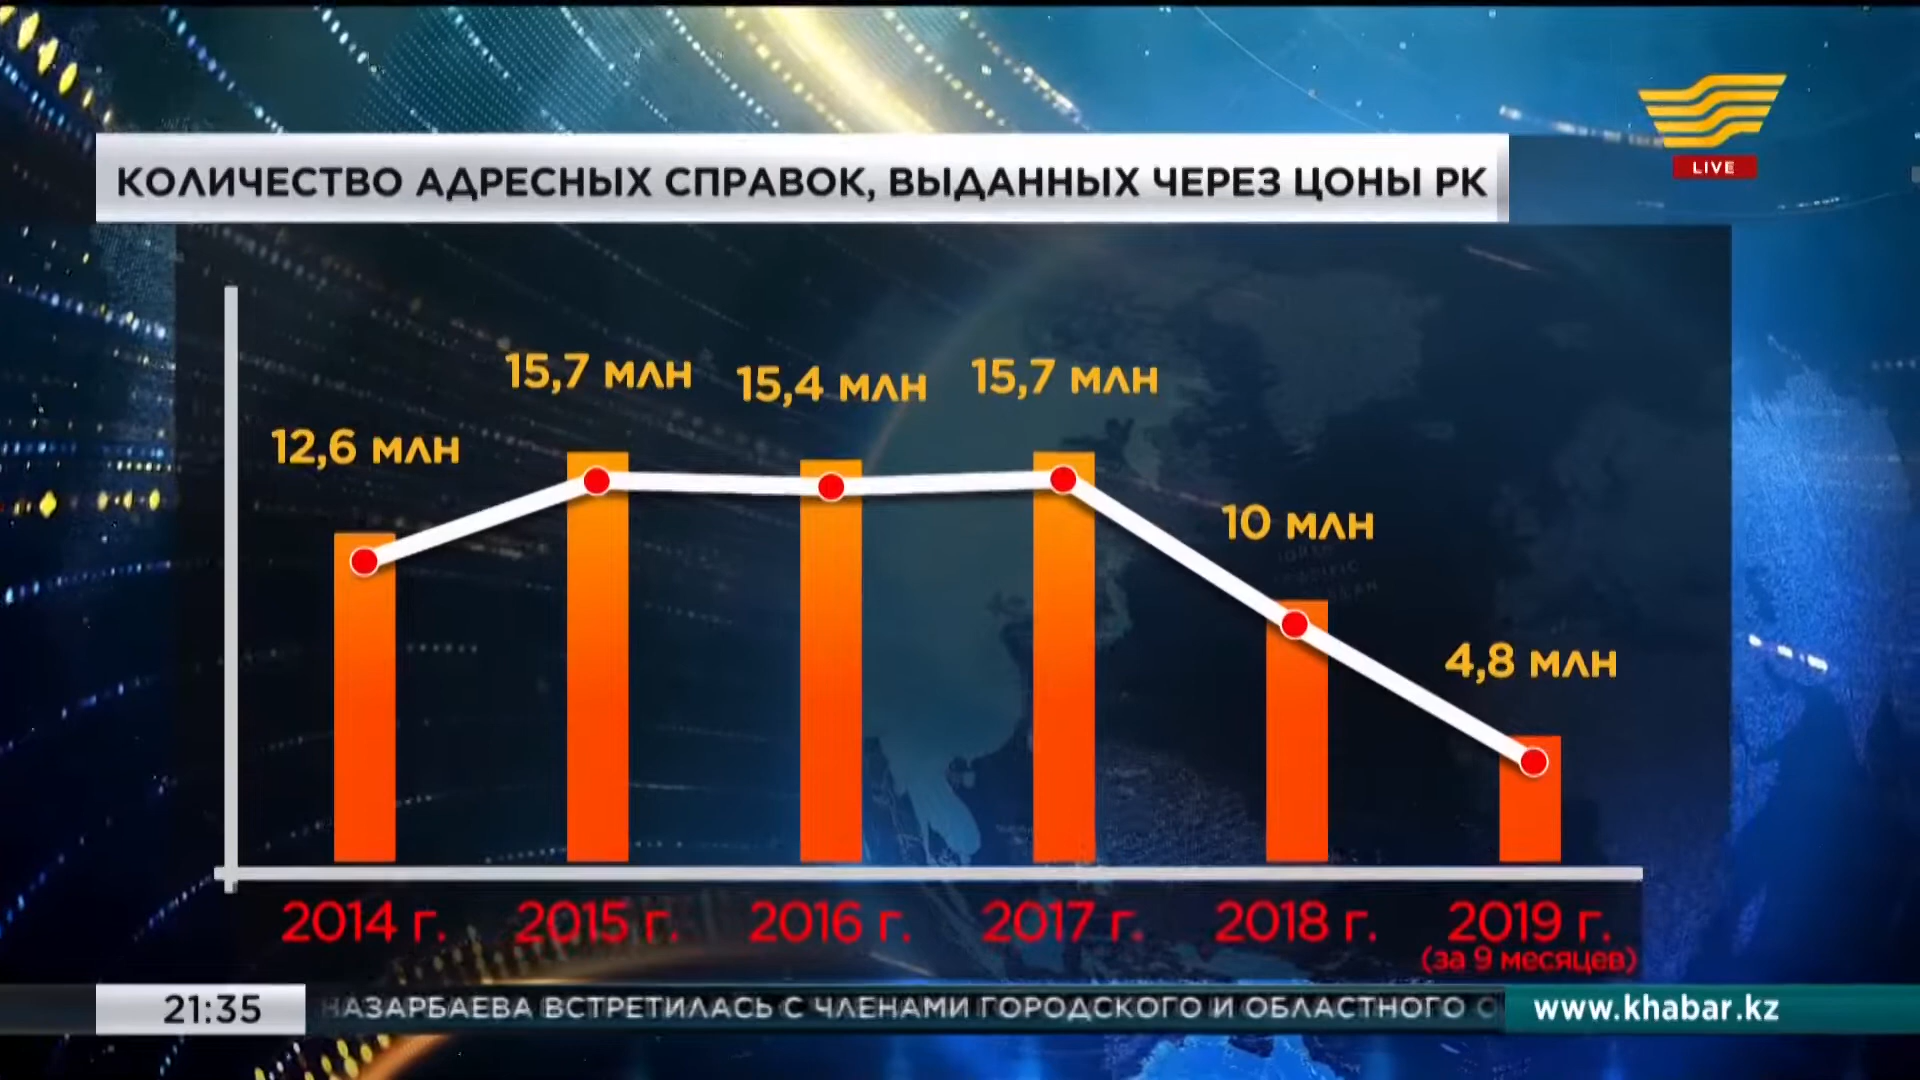 LIVE
КОЛИЧЕСТВО АДРЕСНЫХ СПРАВОК, ВЫДАННЫХ ЧЕРЕЗ ЦОНЫ РК
12,6 МЛН
15,7 МЛН
15,4 МЛН
15,7 МЛН
10 МЛН
4,8 МЛН
2014 г.
2015 г.
2016 г.
2017 г.
2018 г.
2019 г.
(за 9 месяцев)
21:35
НАЗАРБАЕВА ВСТРЕТИЛАСЬ С ЧЛЕНАМИ ГОРОДСКОГО И ОБЛАСТНОГО
www.khabar.kz